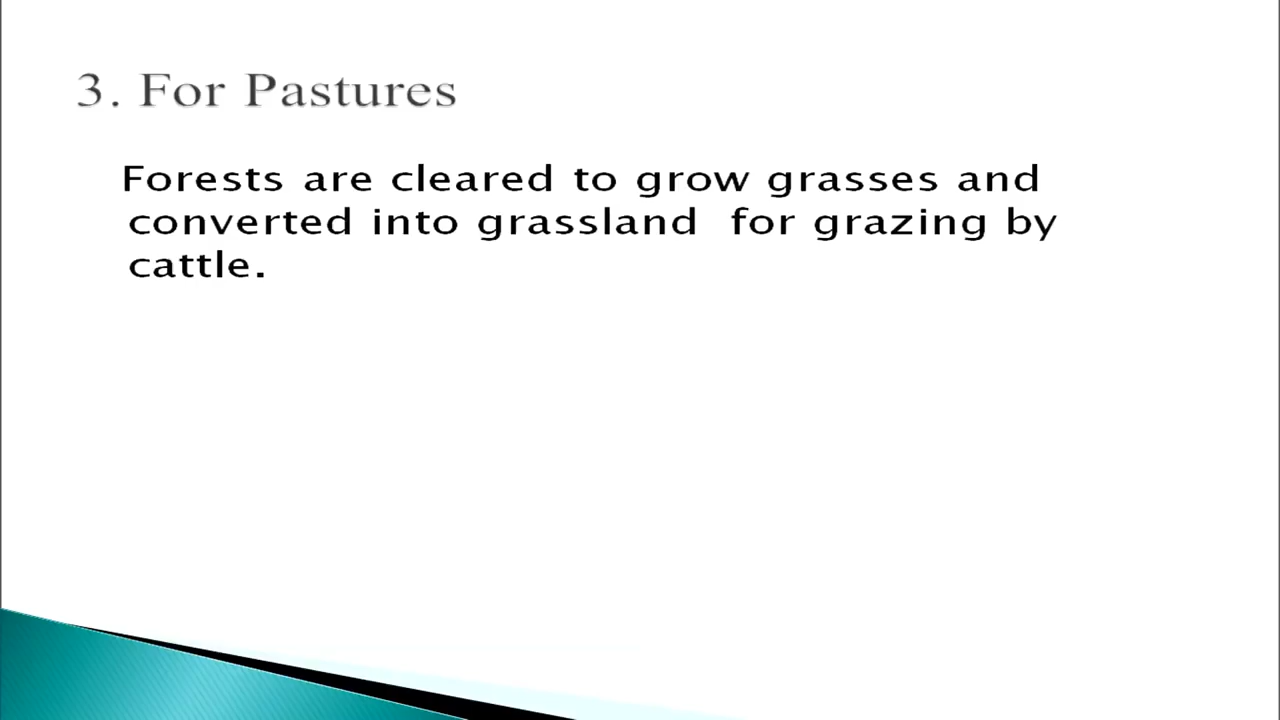 3. For Pastures
Forests are cleared to grow grasses and
converted into grassland for grazing by
cattle.